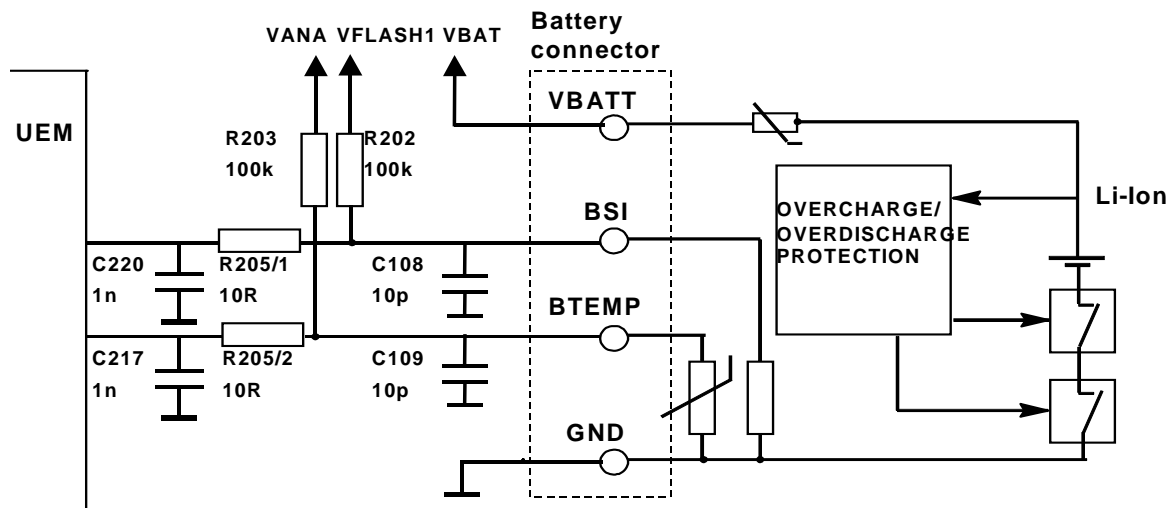 Battery
connector
VANA VFLASH1 VBAT
VBATT
UEM
R203
100k
R202
100k
Li-Ion
BSI
OVERCHARGE/
OVERDISCHARGE
PROTECTION
C220
1n
R205/1
10R
C108
10p
BTEMP
C217
1n
R205/2
10R
C109
10p
GND